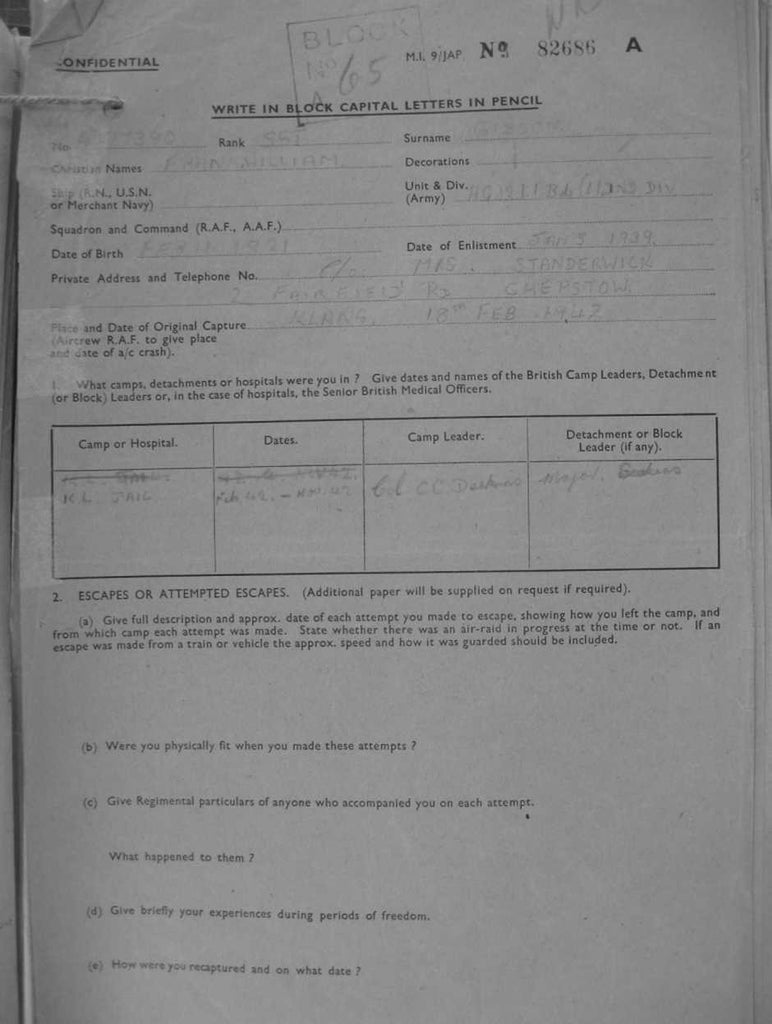 CONFIDENTIAL
BLOCK
No 65
A
M.I. 9/JAP No. 82686 A
WRITE IN BLOCK CAPITAL LETTERS IN PENCIL
No. Rank Surname
Christian Names WILLIAM Decorations
Ship (R.N., U.S.N. or Merchant Navy) Unit & Div. (Army) DIV
Squadron and Command (R.A.F., A.A.F.)
Date of Birth Date of Enlistment JAN 3 1939
Private Address and Telephone No. C/o. MRS. STANDERWICK
2 FAIRFIELD RD CHEPSTOW
Place and Date of Original Capture KLANG, 18TH FEB 1942
(Aircrew R.A.F. to give place
and date of a/c crash).
1. What camps, detachments or hospitals were you in ? Give dates and names of the British Camp Leaders, Detachment
(or Block) Leaders or, in the case of hospitals, the Senior British Medical Officers.
Camp or Hospital. Dates. Camp Leader. Detachment or Block Leader (if any).
K.L. JAIL Feb 42. - Nov. 42 Col CC Major.
2. ESCAPES OR ATTEMPTED ESCAPES. (Additional paper will be supplied on request if required).
(a) Give full description and approx. date of each attempt you made to escape, showing how you left the camp, and
from which camp each attempt was made. State whether there was an air-raid in progress at the time or not. If an
escape was made from a train or vehicle the approx. speed and how it was guarded should be included.
(b) Were you physically fit when you made these attempts ?
(c) Give Regimental particulars of anyone who accompanied you on each attempt.
What happened to them ?
(d) Give briefly your experiences during periods of freedom.
(e) How were you recaptured and on what date ?